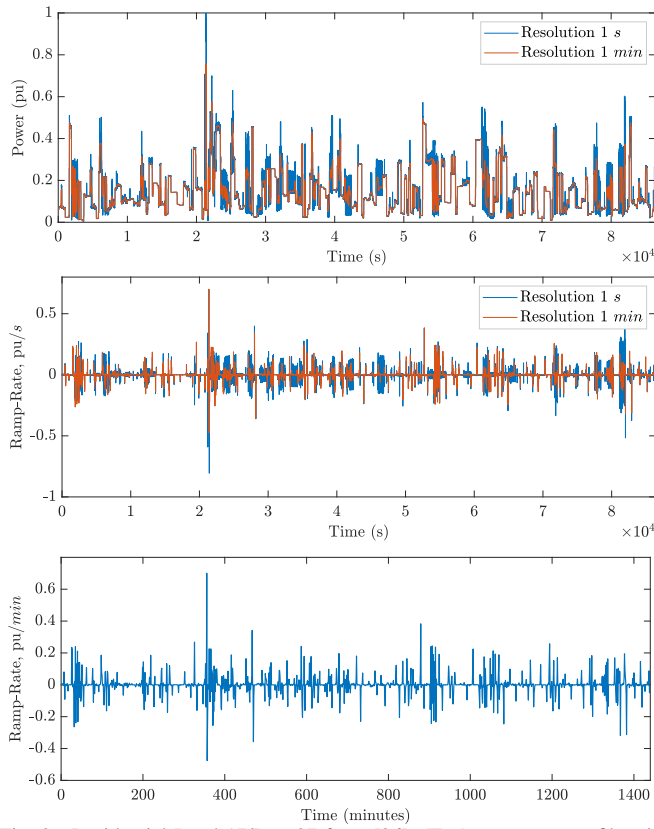 Resolution 1 s
Resolution 1 min
Power (pu)
1
0.8
0.6
0.4
0.2
0
0 1 2 3 4 5 6 7 8
Time (s)
×10⁴
Resolution 1 s
Resolution 1 min
Ramp-Rate, pu/s
0.5
0
-0.5
-1
0 1 2 3 4 5 6 7 8
Time (s)
×10⁴
Ramp-Rate, pu/min
0.6
0.4
0.2
0
-0.2
-0.4
-0.6
0 200 400 600 800 1000 1200 1400
Time (minutes)